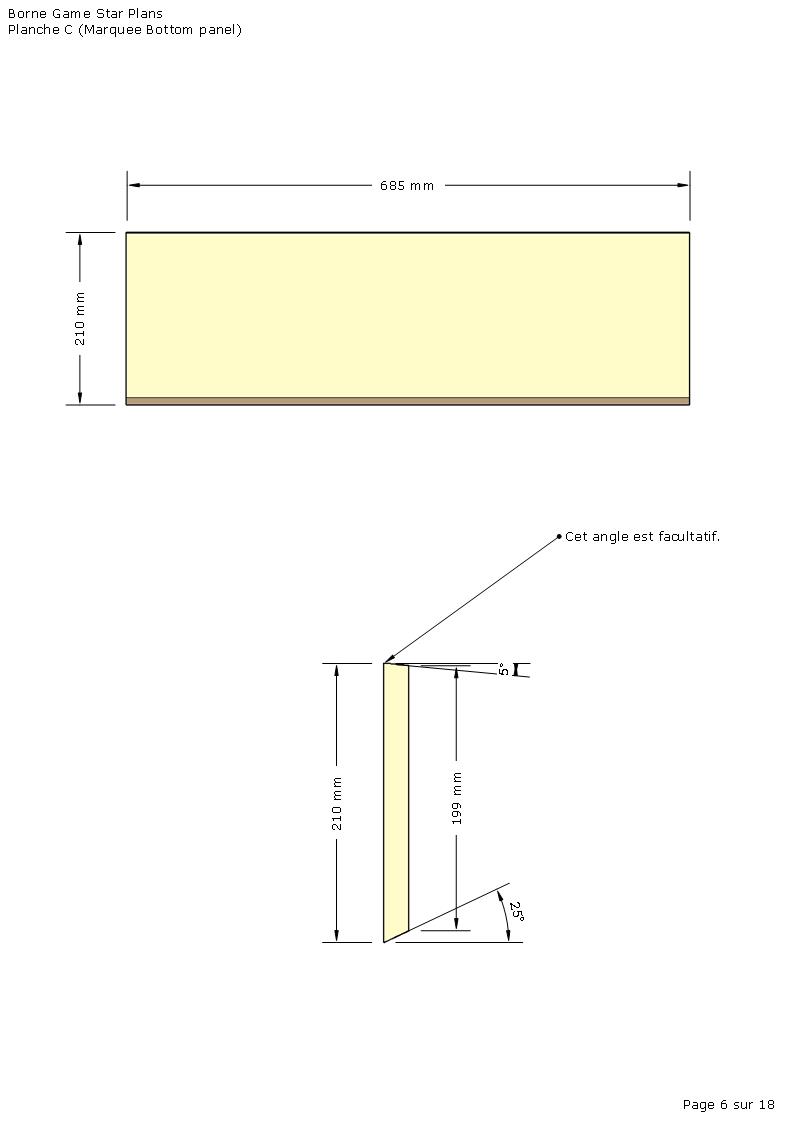 Borne Game Star Plans
Planche C (Marquee Bottom panel)
685 mm
210 mm
Cet angle est facultatif.
5°
210 mm
199 mm
25°
Page 6 sur 18